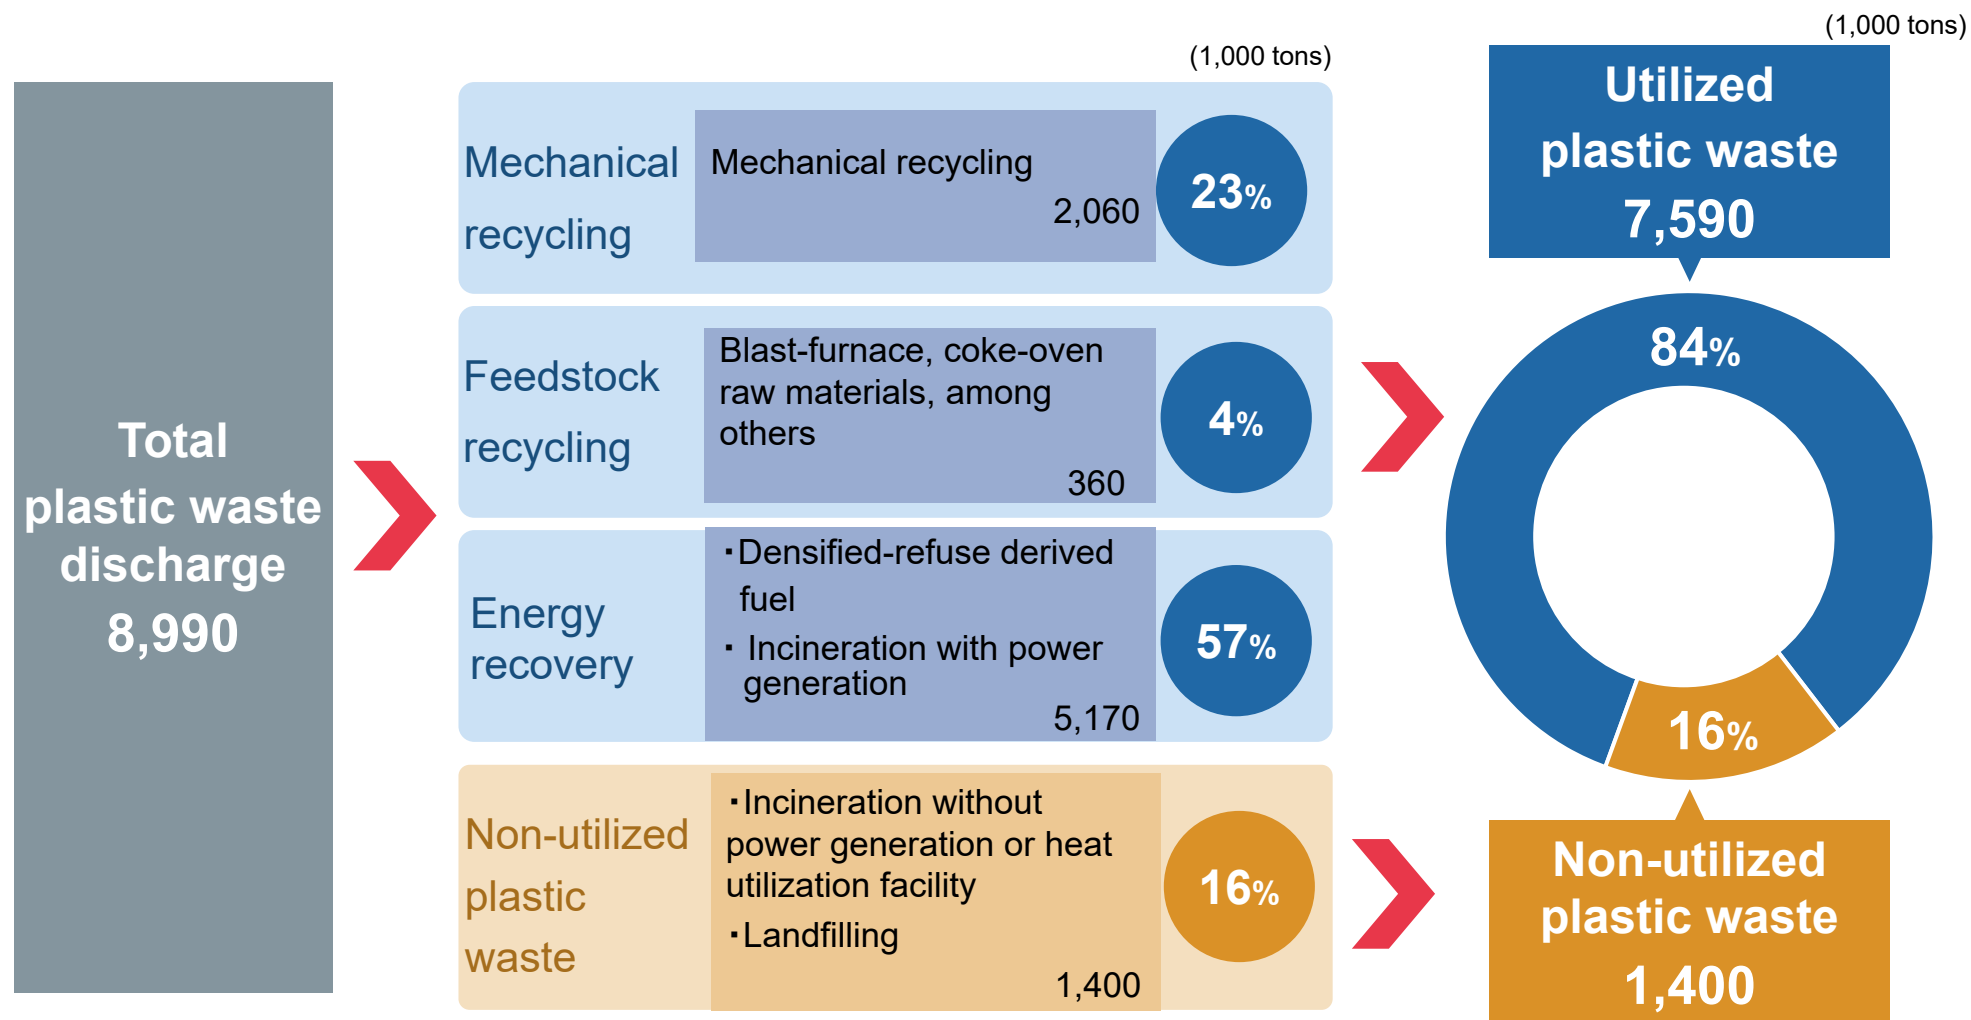 (1,000 tons)
(1,000 tons)
Total
plastic waste
discharge
8,990
Mechanical
recycling
Mechanical recycling
2,060
23%
Feedstock
recycling
Blast-furnace, coke-oven
raw materials, among
others
360
4%
Energy
recovery
・Densified-refuse derived
fuel
・ Incineration with power
generation
5,170
57%
Non-utilized
plastic
waste
・Incineration without
power generation or heat
utilization facility
・Landfilling
1,400
16%
Utilized
plastic waste
7,590
84%
16%
Non-utilized
plastic waste
1,400